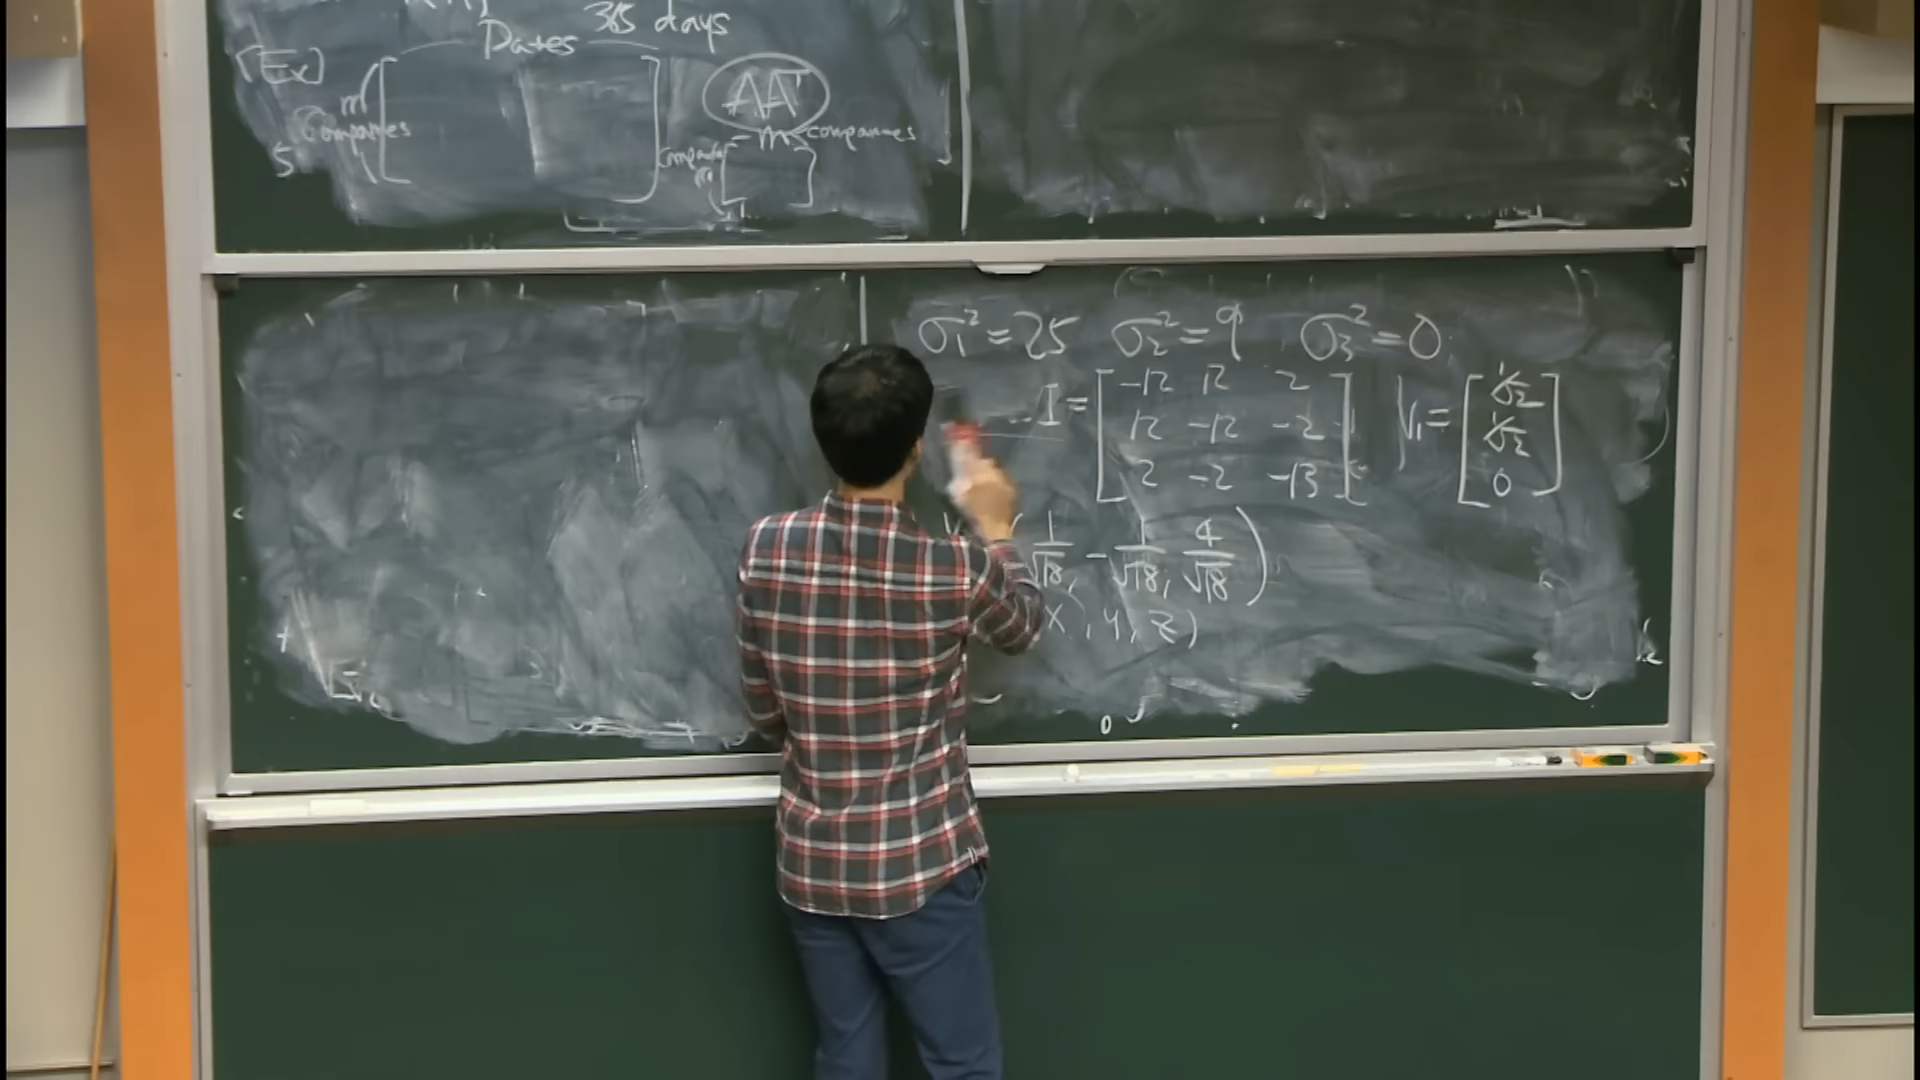 Dates 365 days
[Ex]
m
Companies
5
AAᵀ
m companies
m
σ₁² = 25 σ₂² = 9 σ₃² = 0
I = [ -12 12 2
12 -12 -2
2 -2 -13 ]
V₁ = [ 1/√2
1/√2
0 ]
( 1/√18, - 1/√18, 4/√18 )
x, y, z)